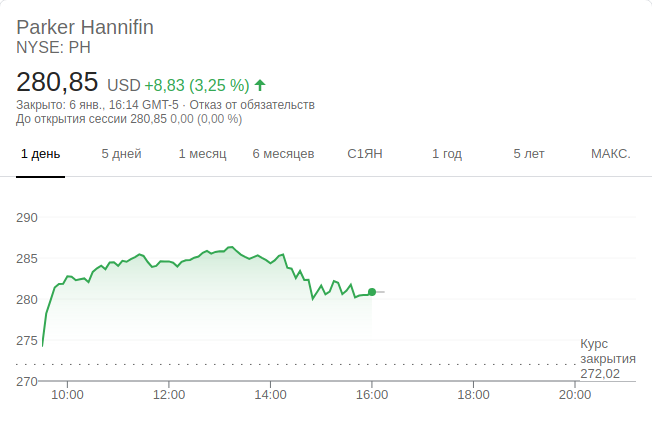 Parker Hannifin
NYSE: PH
280,85 USD +8,83 (3,25 %)
Закрыто: 6 янв., 16:14 GMT-5 · Отказ от обязательств
До открытия сессии 280,85 0,00 (0,00 %)
1 день 5 дней 1 месяц 6 месяцев С1ЯН 1 год 5 лет МАКС.
290
285
280
275
Курс
закрытия
272,02
270
10:00 12:00 14:00 16:00 18:00 20:00